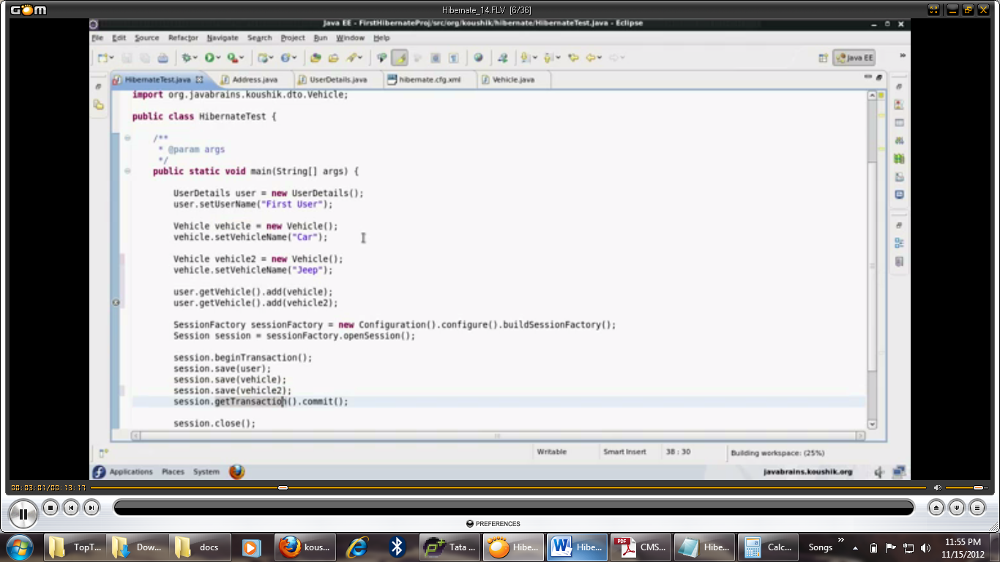 GOM
Hibernate_14.FLV [6/36]
Java EE - FirstHibernateProj/src/org/koushik/hibernate/HibernateTest.java - Eclipse
File Edit Source Refactor Navigate Search Project Run Window Help
Java EE
HibernateTest.java Address.java UserDetails.java hibernate.cfg.xml Vehicle.java
import org.javabrains.koushik.dto.Vehicle;
public class HibernateTest {
/**
* @param args
*/
public static void main(String[] args) {
UserDetails user = new UserDetails();
user.setUserName("First User");
Vehicle vehicle = new Vehicle();
vehicle.setVehicleName("Car");
Vehicle vehicle2 = new Vehicle();
vehicle.setVehicleName("Jeep");
user.getVehicle().add(vehicle);
user.getVehicle().add(vehicle2);
SessionFactory sessionFactory = new Configuration().configure().buildSessionFactory();
Session session = sessionFactory.openSession();
session.beginTransaction();
session.save(user);
session.save(vehicle);
session.save(vehicle2);
session.getTransaction().commit();
session.close();
Writable Smart Insert 38 : 30 Building workspace: (25%)
Applications Places System javabrains.koushik.org
00:03:01/00:13:17
PREFERENCES
TopT... Dow... docs kous... Tata ... Hibe... Hibe... CMS... Hibe... Calc... Songs 11:55 PM
11/15/2012